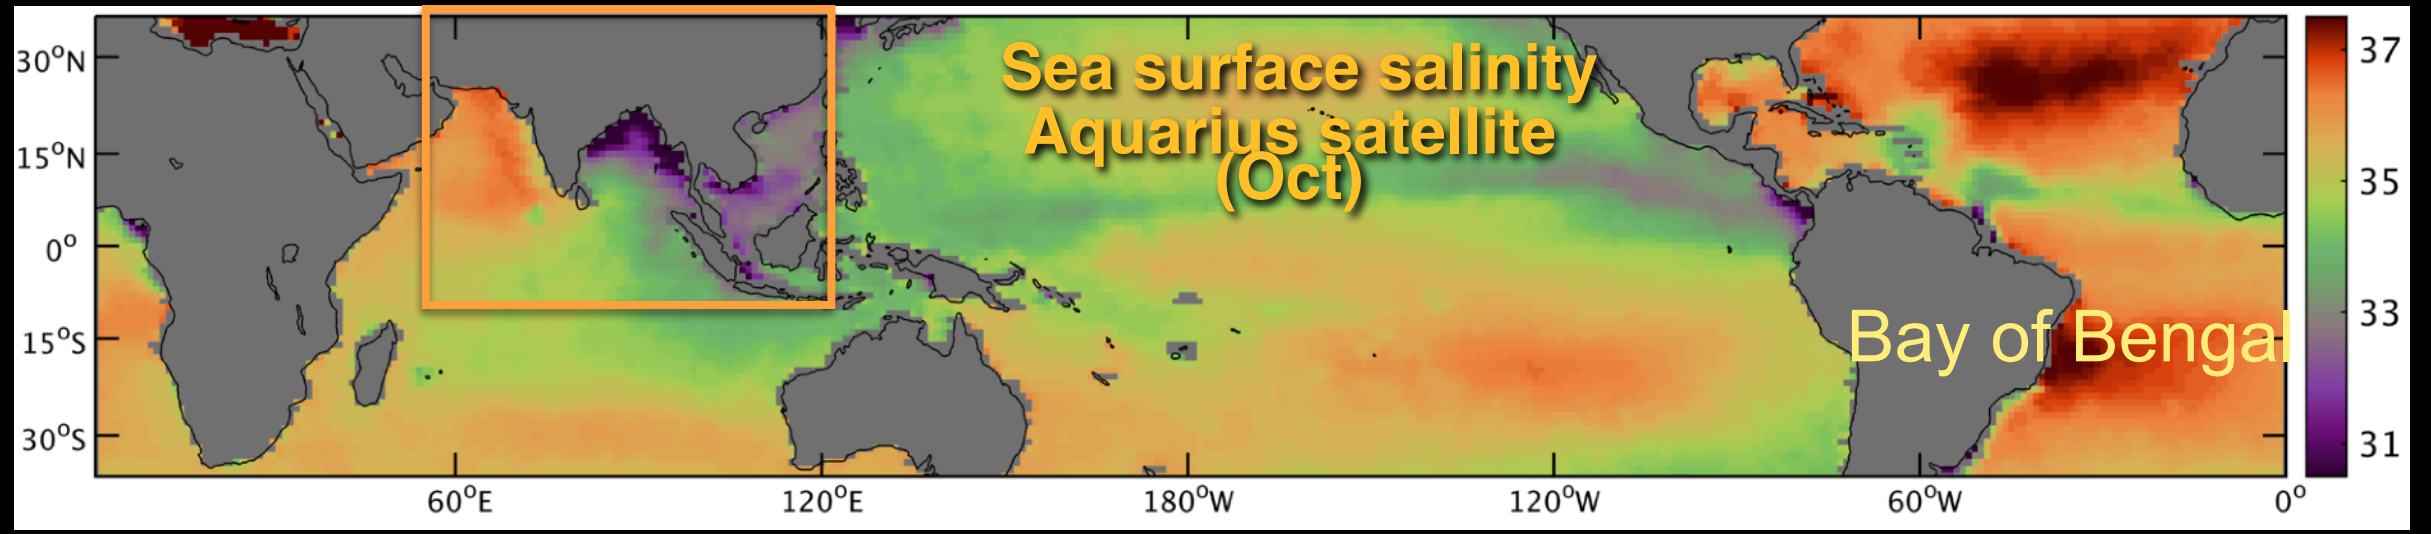 Sea surface salinity
Aquarius satellite
(Oct)
Bay of Bengal
30°N
15°N
0°
15°S
30°S
60°E
120°E
180°W
120°W
60°W
0°
37
35
33
31